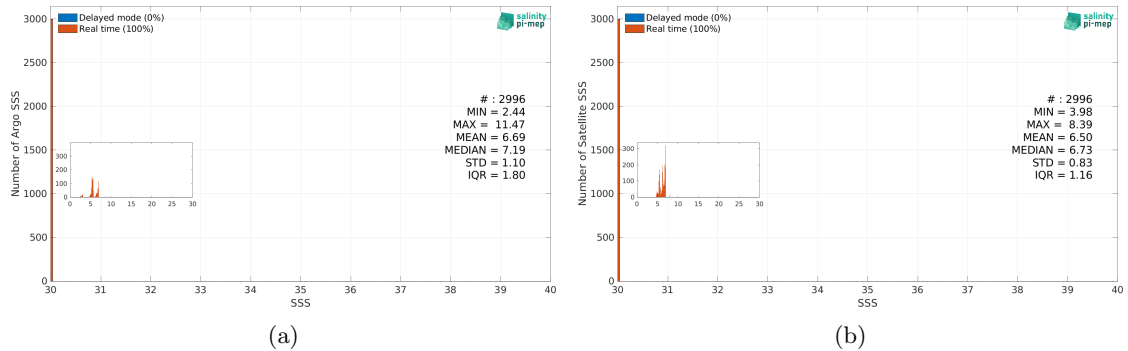 Delayed mode (0%)
Real time (100%)
salinity
pi-mep
3000
2500
2000
1500
1000
500
0
Number of Argo SSS
# : 2996
MIN = 2.44
MAX = 11.47
MEAN = 6.69
MEDIAN = 7.19
STD = 1.10
IQR = 1.80
300
200
100
0
0 5 10 15 20 25 30
30 31 32 33 34 35 36 37 38 39 40
SSS
(a)
Delayed mode (0%)
Real time (100%)
salinity
pi-mep
3000
2500
2000
1500
1000
500
0
Number of Satellite SSS
# : 2996
MIN = 3.98
MAX = 8.39
MEAN = 6.50
MEDIAN = 6.73
STD = 0.83
IQR = 1.16
300
200
100
0
0 5 10 15 20 25 30
30 31 32 33 34 35 36 37 38 39 40
SSS
(b)